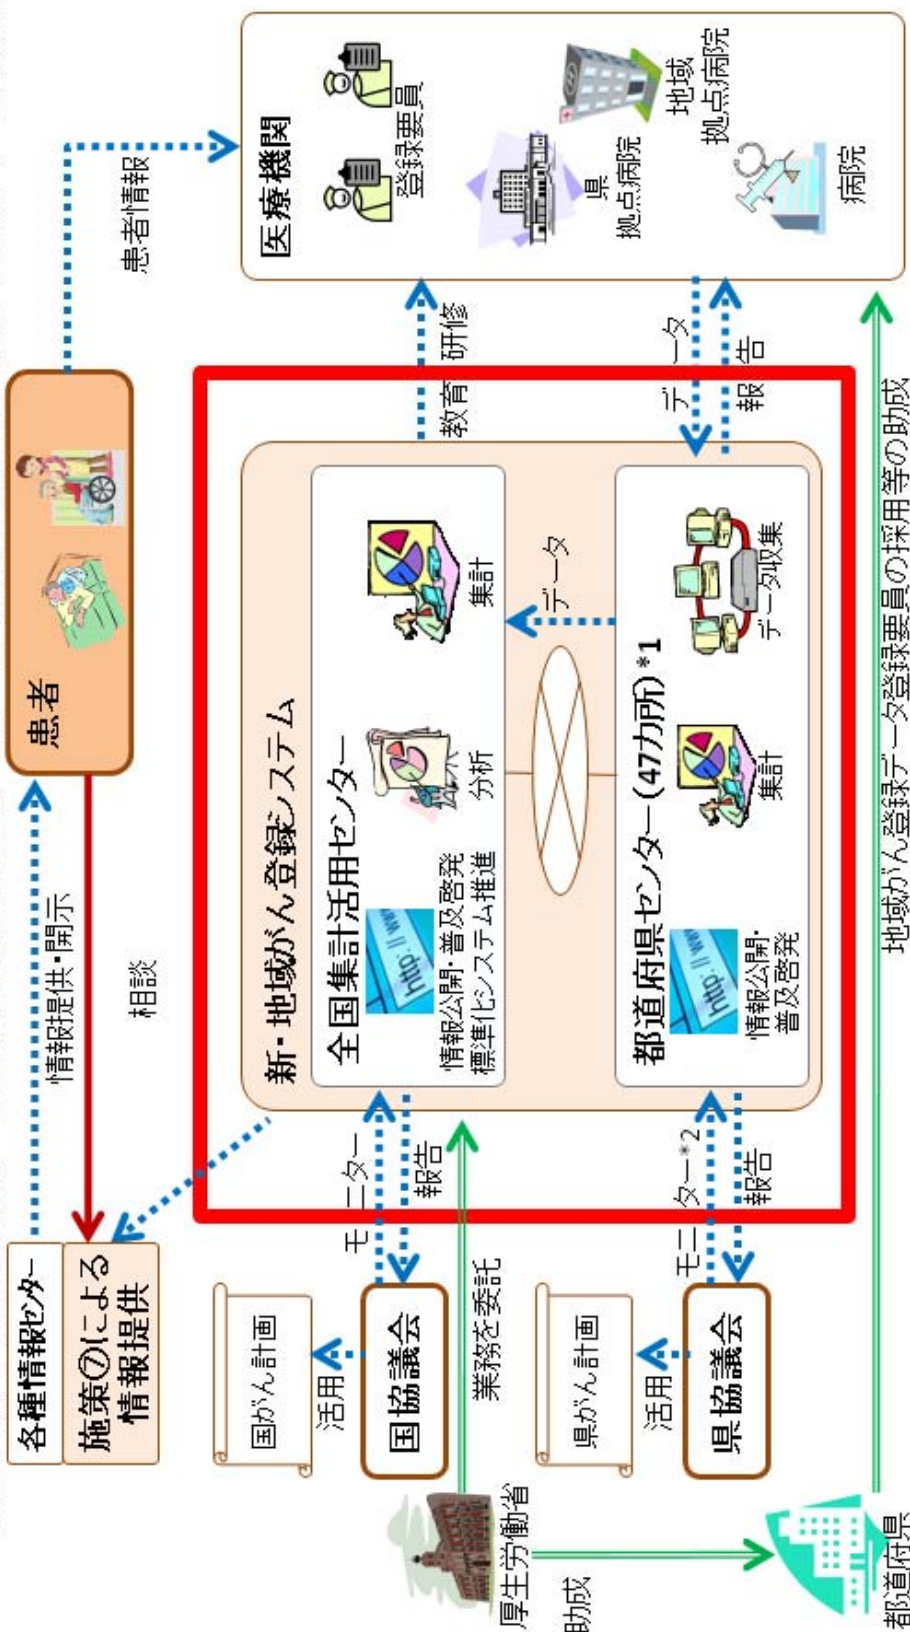 各種情報センター
施策⑦による
情報提供
情報提供・開示
相談
患者
患者情報
医療機関
登録要員
県
拠点病院
地域
拠点病院
病院
国がん計画
活用
国協議会
モニター
報告
業務を委託
新・地域がん登録システム
全国集計活用センター
http://www
情報公開・普及啓発
標準化システム推進
分析
集計
データ
教育 研修
都道府県センター(47カ所)*1
http://www
情報公開・
普及啓発
集計
データ収集
データ
報告
県がん計画
活用
県協議会
モニター*2
報告
厚生労働省
助成
都道府県
地域がん登録データ登録要員の採用等の助成